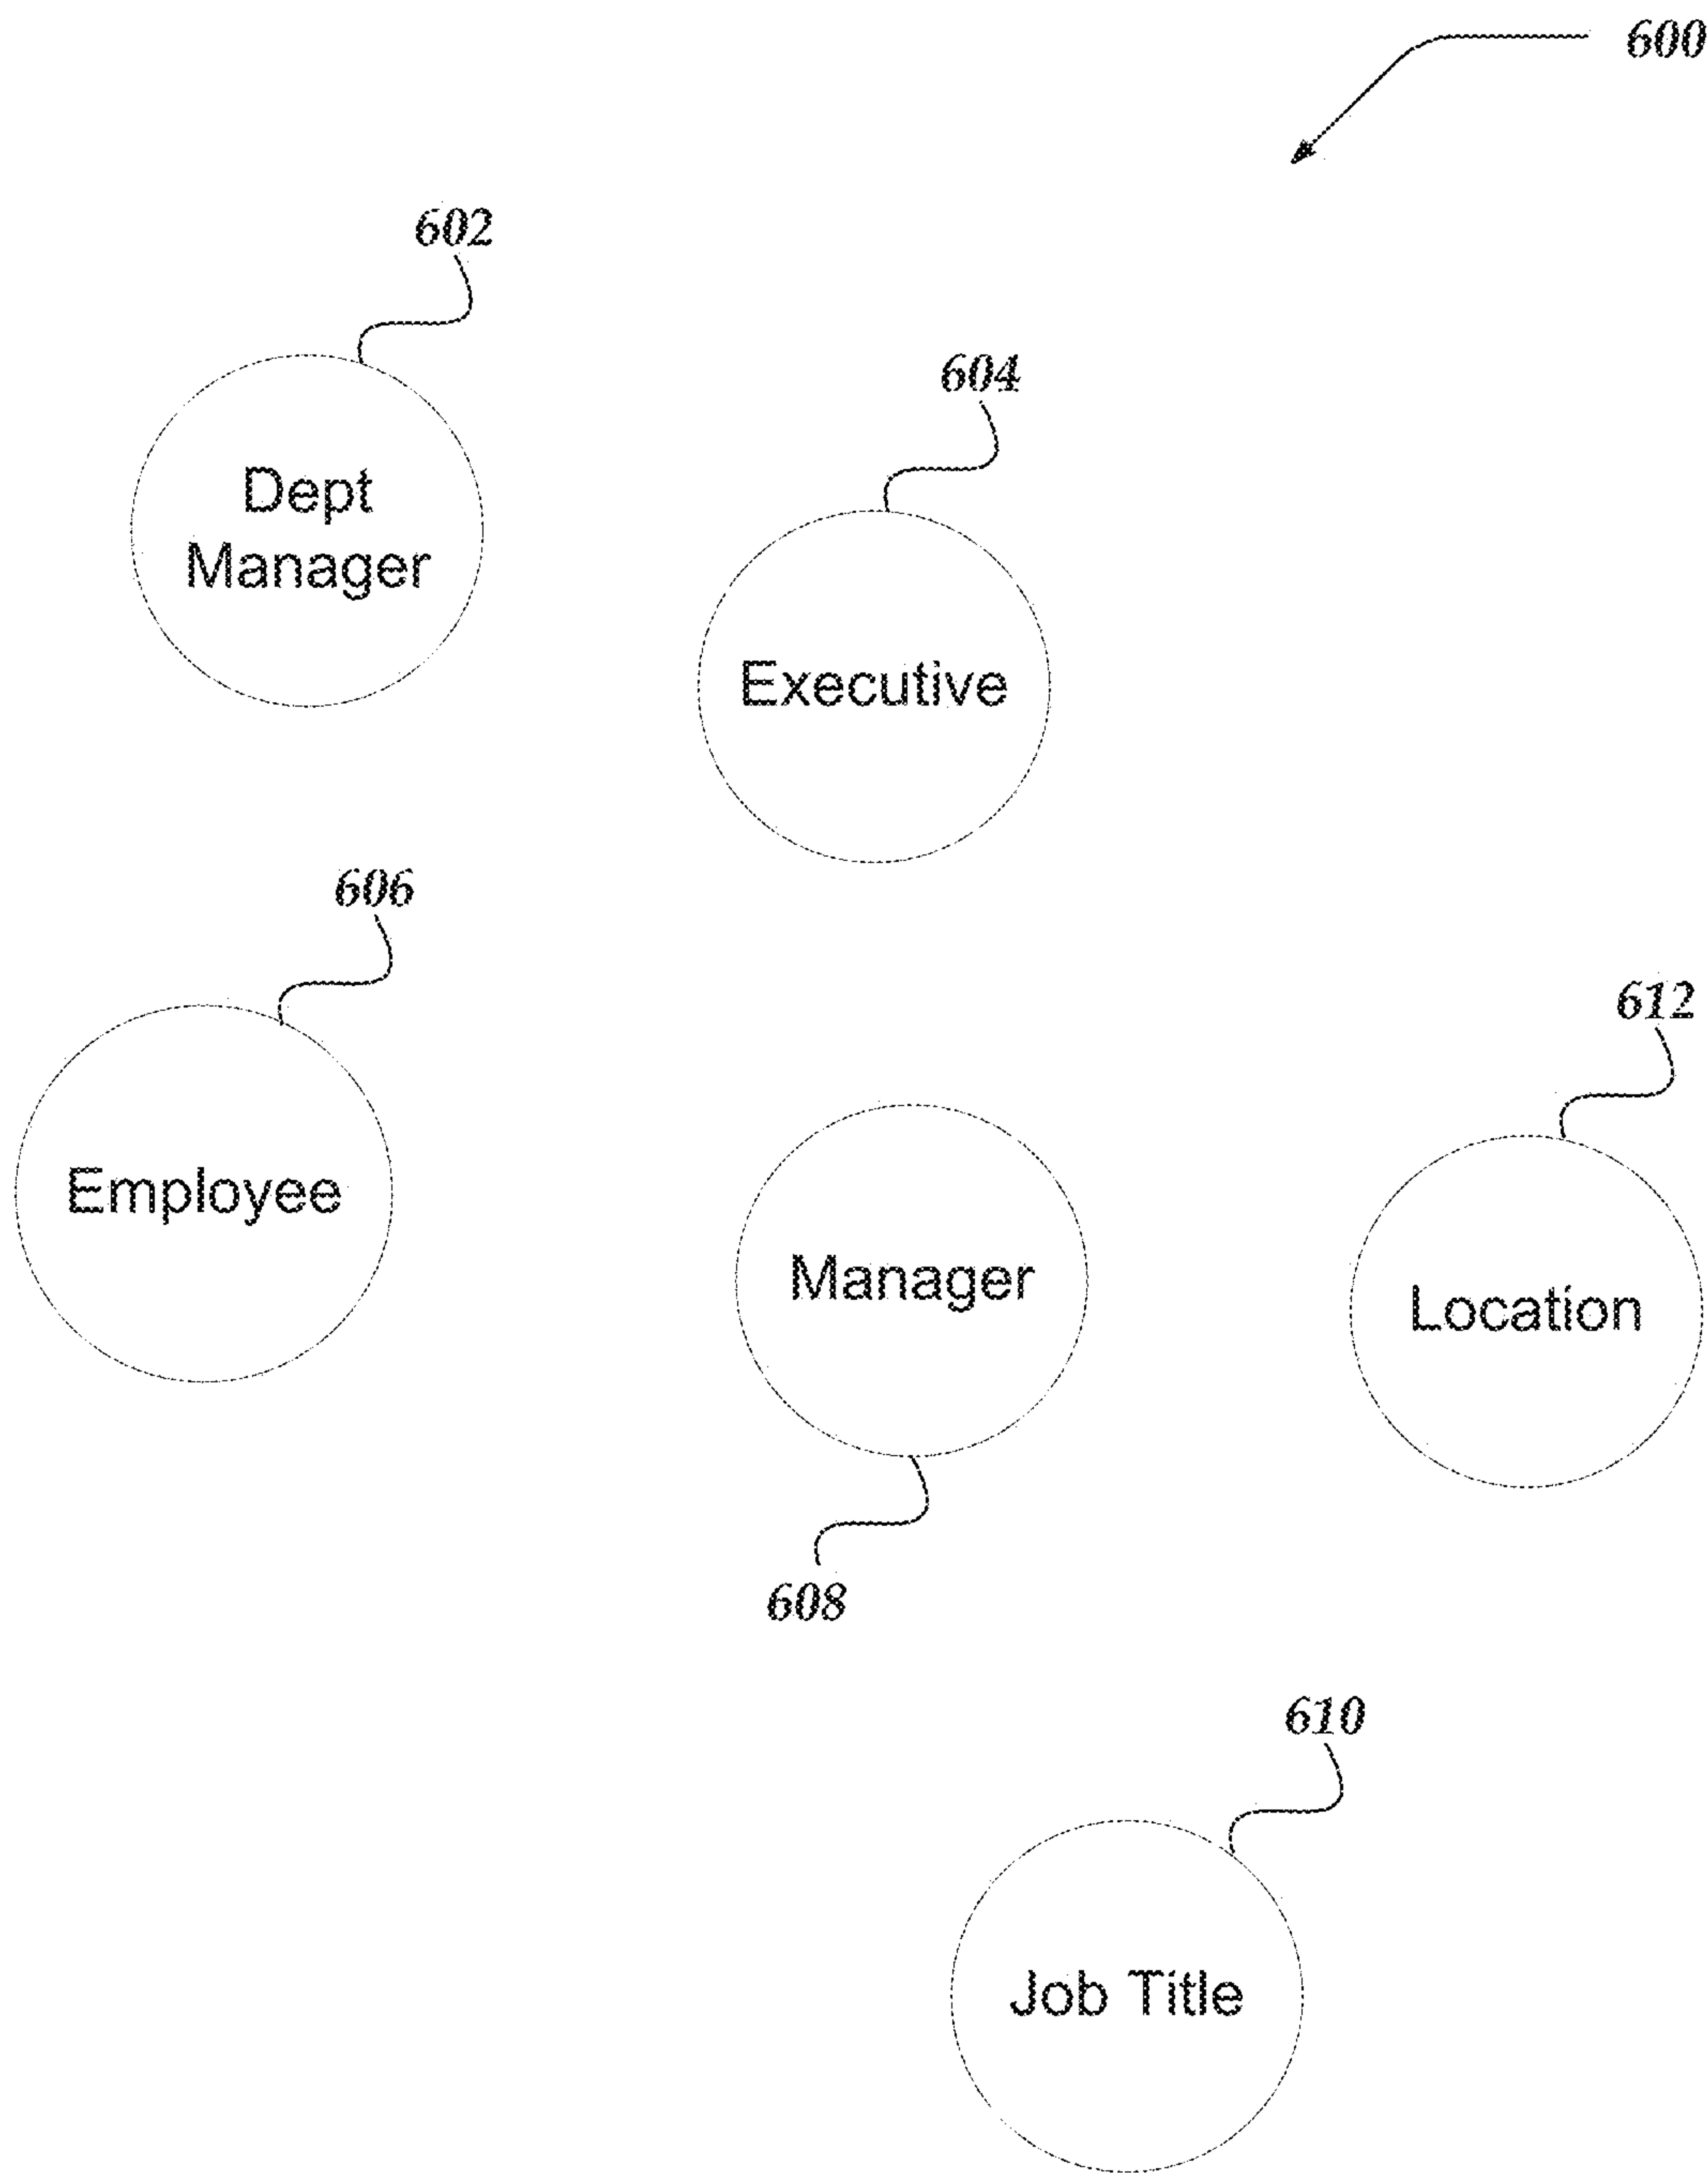 600
602
Dept
Manager
604
Executive
606
Employee
612
Manager
Location
608
610
Job Title